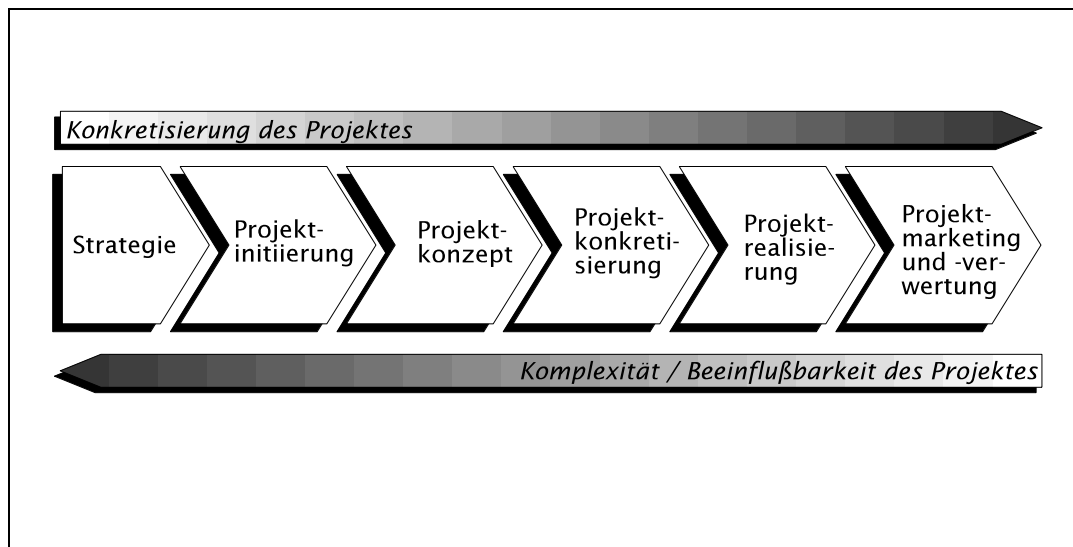 Konkretisierung des Projektes
Strategie
Projekt-
initiierung
Projekt-
konzept
Projekt-
konkreti-
sierung
Projekt-
realisie-
rung
Projekt-
marketing
und -ver-
wertung
Komplexität / Beeinflußbarkeit des Projektes